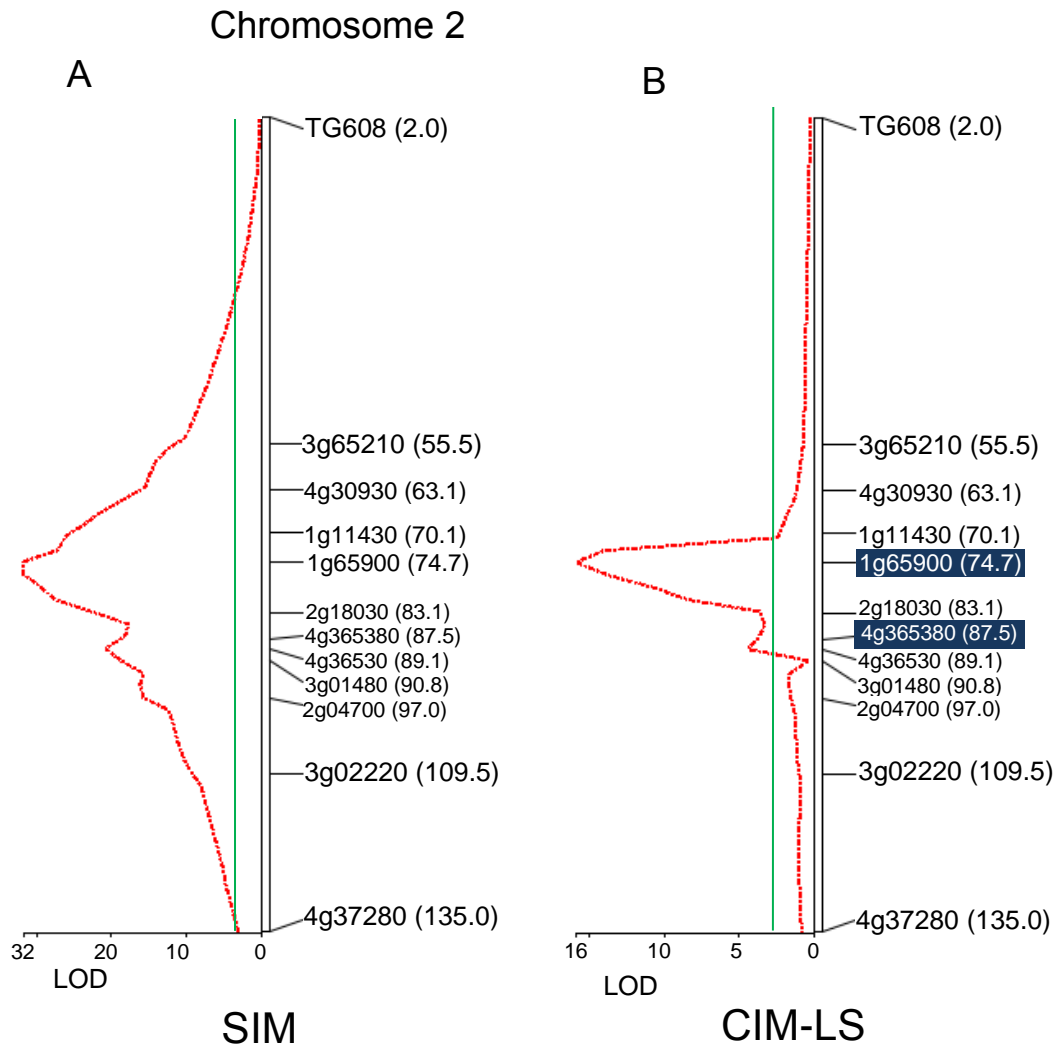 Chromosome 2
A
TG608 (2.0)
3g65210 (55.5)
4g30930 (63.1)
1g11430 (70.1)
1g65900 (74.7)
2g18030 (83.1)
4g365380 (87.5)
4g36530 (89.1)
3g01480 (90.8)
2g04700 (97.0)
3g02220 (109.5)
4g37280 (135.0)
32 20 10 0
LOD
SIM
B
TG608 (2.0)
3g65210 (55.5)
4g30930 (63.1)
1g11430 (70.1)
1g65900 (74.7)
2g18030 (83.1)
4g365380 (87.5)
4g36530 (89.1)
3g01480 (90.8)
2g04700 (97.0)
3g02220 (109.5)
4g37280 (135.0)
16 10 5 0
LOD
CIM-LS